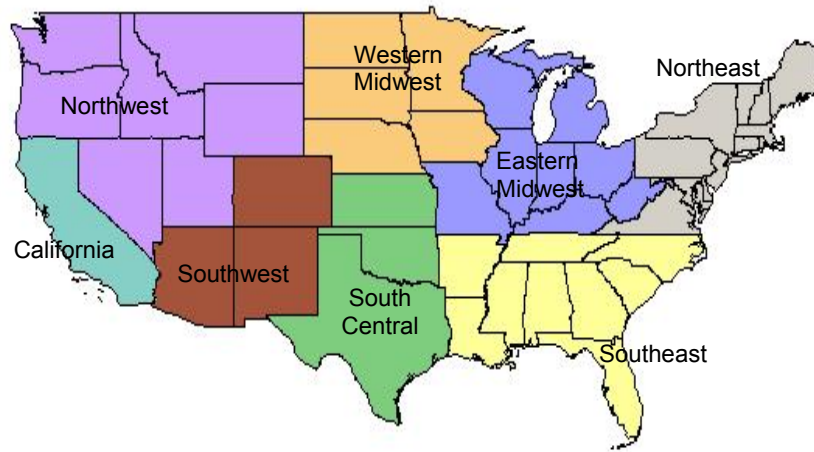 Western
Midwest
Northeast
Northwest
Eastern
Midwest
California
Southwest
South
Central
Southeast